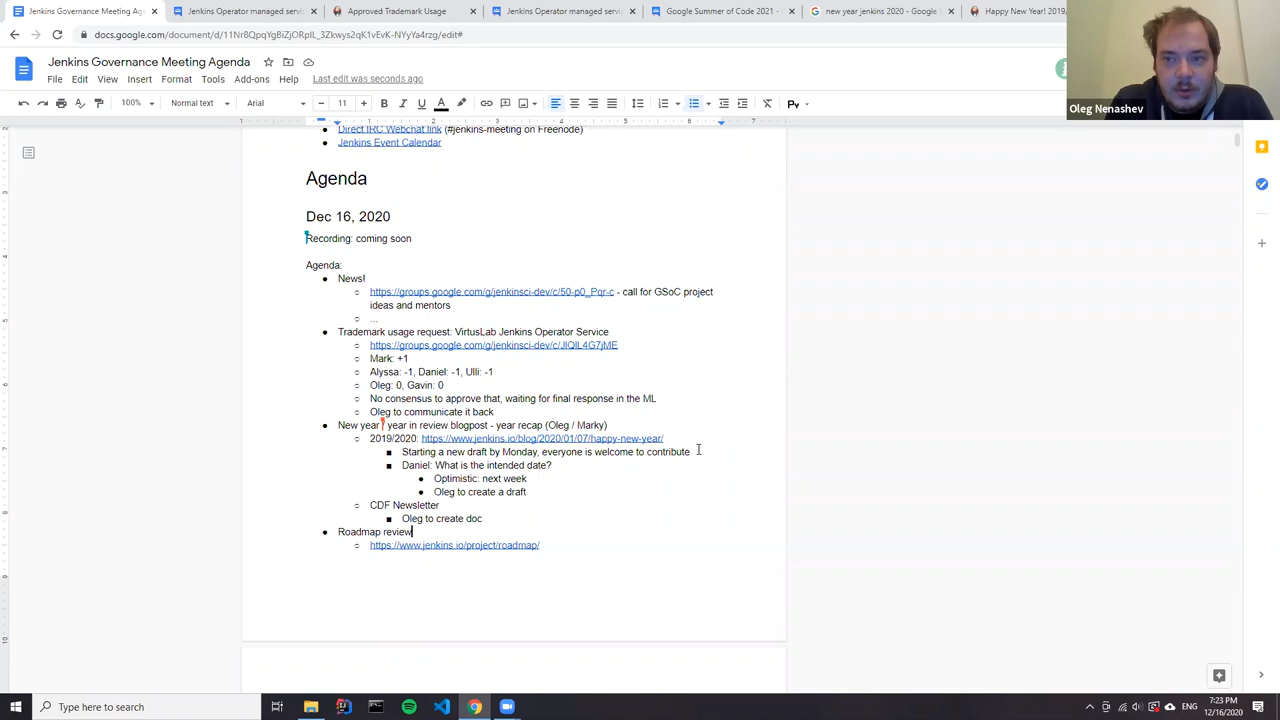 Jenkins Governance Meeting Age
Jenkins Operator managed servi
Approved Trademark Usage
Jenkins Operator managed servi
Google Summer of Code 2021 -
new year jenkins 2020 - Google
Happy New Year! 2019
docs.google.com/document/d/11Nr8QpqYgBiZjORpIL_3Zkwys2qK1vEvK-NYyYa4rzg/edit#
Jenkins Governance Meeting Agenda
File Edit View Insert Format Tools Add-ons Help Last edit was seconds ago
100% Normal text Arial 11
Oleg Nenashev
Direct IRC Webchat link (#jenkins-meeting on Freenode)
Jenkins Event Calendar
Agenda
Dec 16, 2020
Recording: coming soon
Agenda:
News!
https://groups.google.com/g/jenkinsci-dev/c/50-p0_Pqr-c - call for GSoC project
ideas and mentors
...
Trademark usage request: VirtusLab Jenkins Operator Service
https://groups.google.com/g/jenkinsci-dev/c/JlQIL4G7jME
Mark: +1
Alyssa: -1, Daniel: -1, Ulli: -1
Oleg: 0, Gavin: 0
No consensus to approve that, waiting for final response in the ML
Oleg to communicate it back
New year / year in review blogpost - year recap (Oleg / Marky)
2019/2020: https://www.jenkins.io/blog/2020/01/07/happy-new-year/
Starting a new draft by Monday, everyone is welcome to contribute
Daniel: What is the intended date?
Optimistic: next week
Oleg to create a draft
CDF Newsletter
Oleg to create doc
Roadmap review
https://www.jenkins.io/project/roadmap/
Type here to search
ENG
7:23 PM
12/16/2020